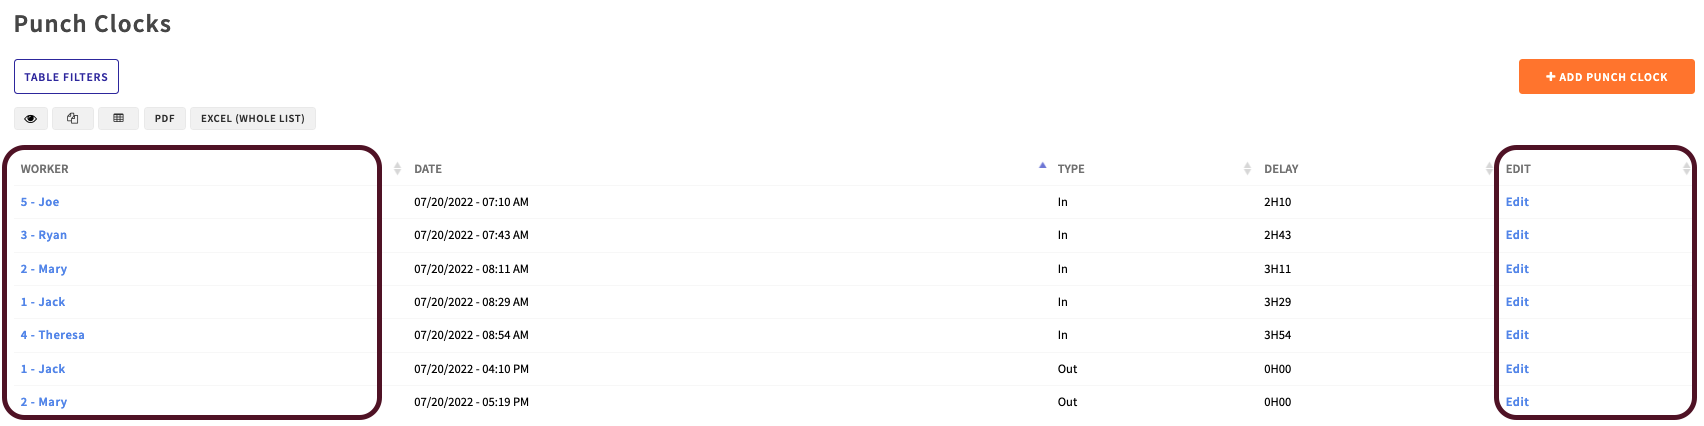 Punch Clocks
TABLE FILTERS
+ ADD PUNCH CLOCK
PDF EXCEL (WHOLE LIST)
WORKER DATE TYPE DELAY EDIT
5 - Joe 07/20/2022 - 07:10 AM In 2H10 Edit
3 - Ryan 07/20/2022 - 07:43 AM In 2H43 Edit
2 - Mary 07/20/2022 - 08:11 AM In 3H11 Edit
1 - Jack 07/20/2022 - 08:29 AM In 3H29 Edit
4 - Theresa 07/20/2022 - 08:54 AM In 3H54 Edit
1 - Jack 07/20/2022 - 04:10 PM Out 0H00 Edit
2 - Mary 07/20/2022 - 05:19 PM Out 0H00 Edit